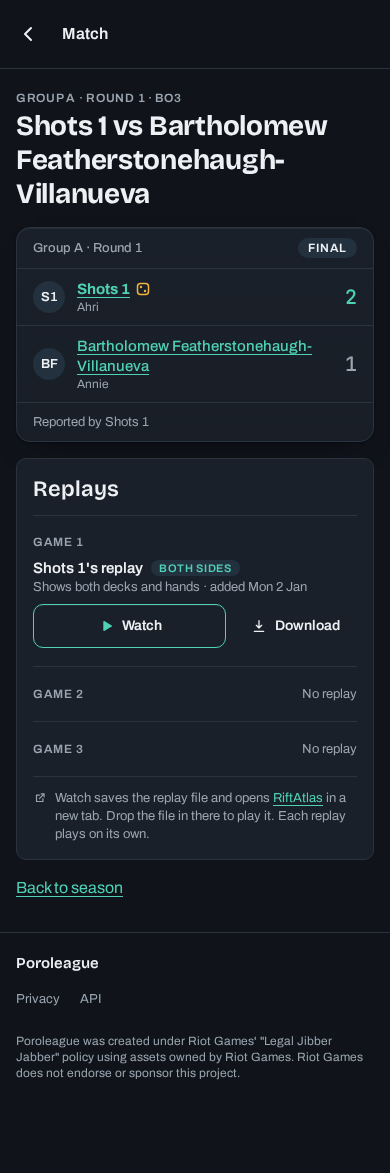 Match
GROUP A · ROUND 1 · BO3
Shots 1 vs Bartholomew
Featherstonehaugh-
Villanueva
Group A · Round 1
FINAL
S1
Shots 1
2
Ahri
BF
Bartholomew Featherstonehaugh-
Villanueva
1
Annie
Reported by Shots 1
Replays
GAME 1
Shots 1's replay
BOTH SIDES
Shows both decks and hands · added Mon 2 Jan
Watch
Download
GAME 2
No replay
GAME 3
No replay
Watch saves the replay file and opens RiftAtlas in a
new tab. Drop the file in there to play it. Each replay
plays on its own.
Back to season
Poroleague
Privacy
API
Poroleague was created under Riot Games' "Legal Jibber
Jabber" policy using assets owned by Riot Games. Riot Games
does not endorse or sponsor this project.